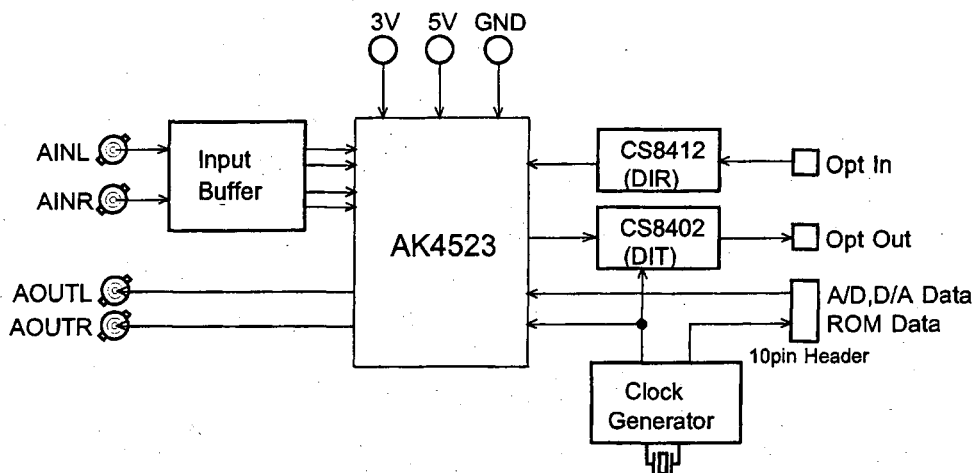 3V
5V
GND
AINL
AINR
Input
Buffer
AK4523
CS8412
(DIR)
Opt In
CS8402
(DIT)
Opt Out
AOUTL
AOUTR
A/D,D/A Data
ROM Data
10pin Header
Clock
Generator